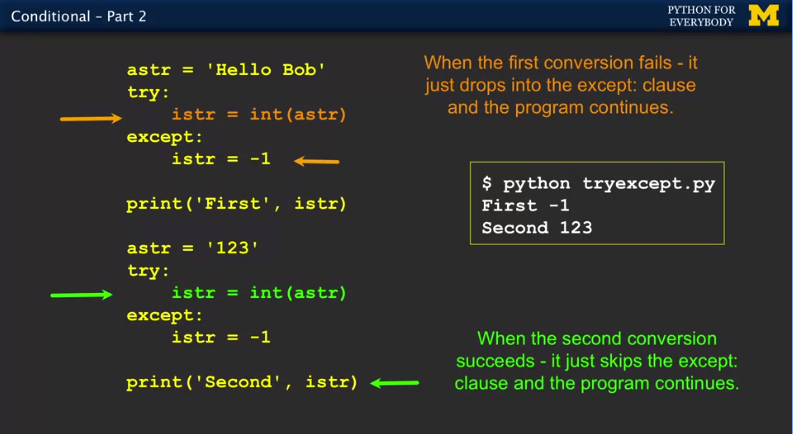 Conditional – Part 2
PYTHON FOR
EVERYBODY
M
astr = 'Hello Bob'
try:
    istr = int(astr)
except:
    istr = -1
print('First', istr)
astr = '123'
try:
    istr = int(astr)
except:
    istr = -1
print('Second', istr)
When the first conversion fails - it
just drops into the except: clause
and the program continues.
$ python tryexcept.py
First -1
Second 123
When the second conversion
succeeds - it just skips the except:
clause and the program continues.